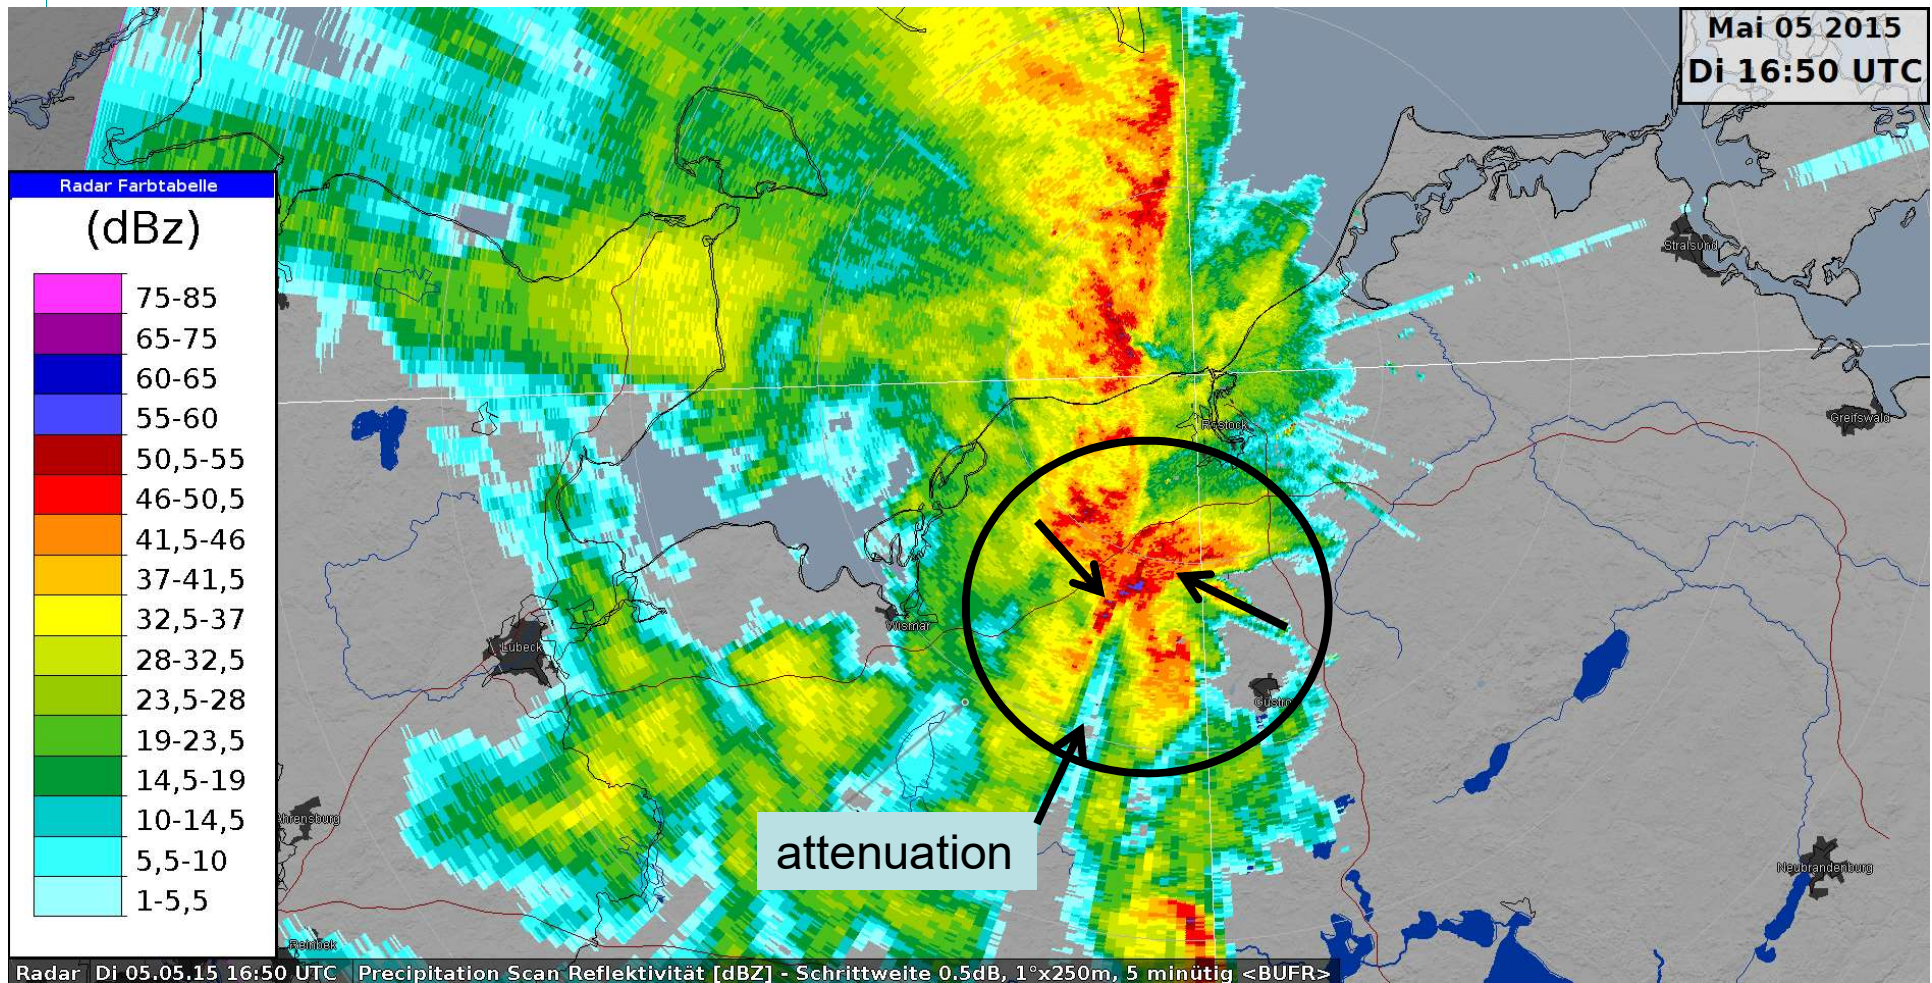 Mai 05 2015
Di 16:50 UTC
Radar Farbtabelle
(dBz)
75-85
65-75
60-65
55-60
50,5-55
46-50,5
41,5-46
37-41,5
32,5-37
28-32,5
23,5-28
19-23,5
14,5-19
10-14,5
5,5-10
1-5,5
Stralsund
Greifswald
Rostock
Wismar
Lübeck
Güstro
attenuation
Ahrensburg
Neubrandenburg
Reinbek
Radar Di 05.05.15 16:50 UTC Precipitation Scan Reflektivität [dBZ] - Schrittweite 0.5dB, 1°x250m, 5 minütig <BUFR>